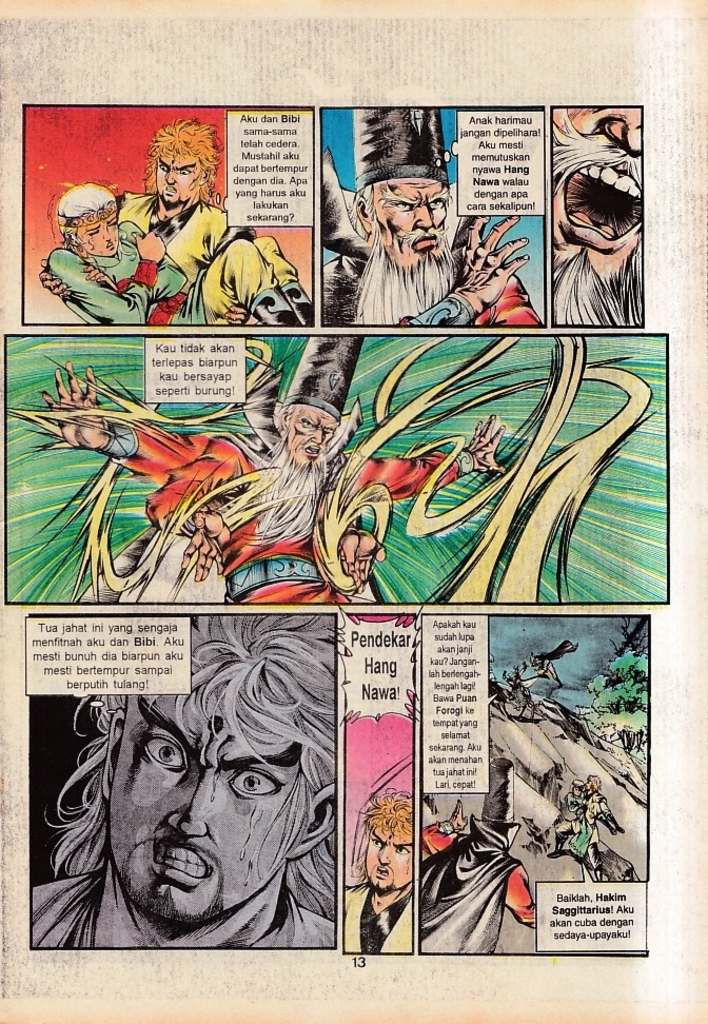 Aku dan Bibi
sama-sama
telah cedera.
Mustahil aku
dapat bertempur
dengan dia. Apa
yang harus aku
lakukan
sekarang?
Anak harimau
jangan dipelihara!
Aku mesti
memutuskan
nyawa Hang
Nawa walau
dengan apa
cara sekalipun!
Kau tidak akan
terlepas biarpun
kau bersayap
seperti burung!
Tua jahat ini yang sengaja
menfitnah aku dan Bibi. Aku
mesti bunuh dia biarpun aku
mesti bertempur sampai
berputih tulang!
Pendekar
Hang
Nawa!
Apakah kau
sudah lupa
akan janji
kau? Jangan-
lah berlengah-
lengah lagi!
Bawa Puan
Forogi ke
tempat yang
selamat
sekarang. Aku
akan menahan
tua jahat ini!
Lari, cepat!
Baiklah, Hakim
Saggittarius! Aku
akan cuba dengan
sedaya-upayaku!
13